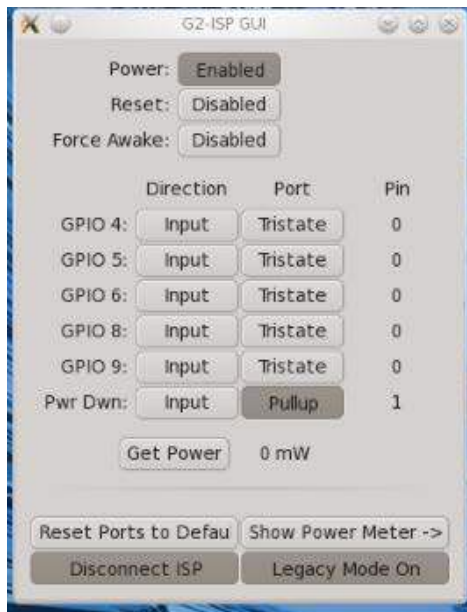 G2-ISP GUI
Power: Enabled
Reset: Disabled
Force Awake: Disabled
Direction Port Pin
GPIO 4: Input Tristate 0
GPIO 5: Input Tristate 0
GPIO 6: Input Tristate 0
GPIO 8: Input Tristate 0
GPIO 9: Input Tristate 0
Pwr Dwn: Input Pullup 1
Get Power 0 mW
Reset Ports to Defau Show Power Meter ->
Disconnect ISP Legacy Mode On